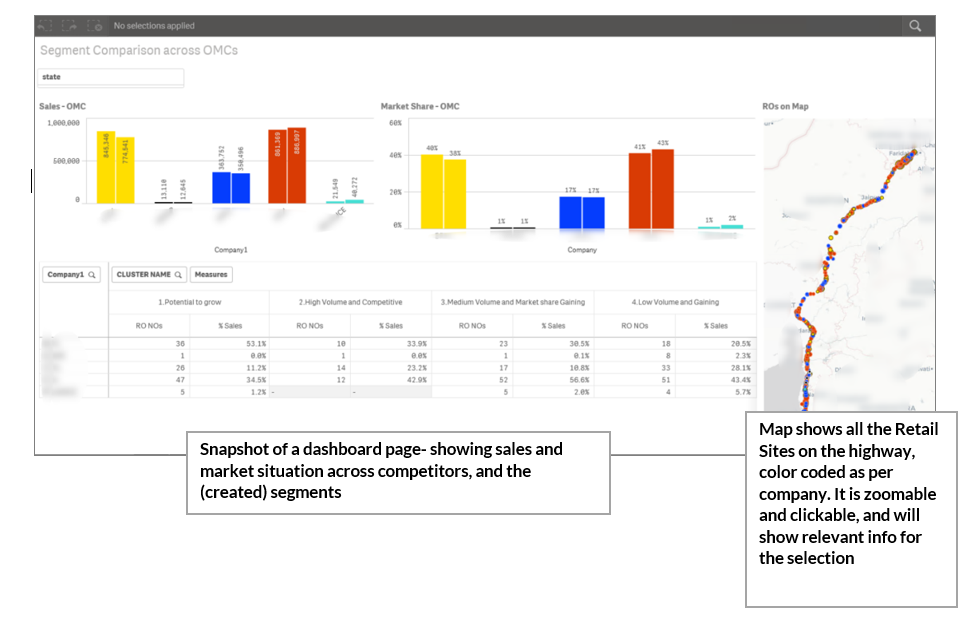 No selections applied
Segment Comparison across OMCs
state
Sales - OMC
1,000,000
500,000
0
845,346
774,541
13,110
12,645
363,752
350,496
861,369
886,997
21,549
40,272
ICE
Company1
Market Share - OMC
60%
40%
20%
0%
40%
38%
1%
1%
17%
17%
41%
43%
1%
2%
Company
ROs on Map
Company1 CLUSTER NAME Measures
1.Potential to grow 2.High Volume and Competitive 3.Medium Volume and Market share Gaining 4.Low Volume and Gaining
RO NOs % Sales RO NOs % Sales RO NOs % Sales RO NOs % Sales
36 53.1% 10 33.9% 23 30.5% 18 20.5%
1 0.0% 1 0.0% 1 0.1% 8 2.3%
26 11.2% 14 23.2% 17 10.8% 33 28.1%
47 34.5% 12 42.9% 52 56.6% 51 43.4%
5 1.2% - - 5 2.0% 4 5.7%
Snapshot of a dashboard page- showing sales and
market situation across competitors, and the
(created) segments
Map shows all the Retail
Sites on the highway,
color coded as per
company. It is zoomable
and clickable, and will
show relevant info for
the selection